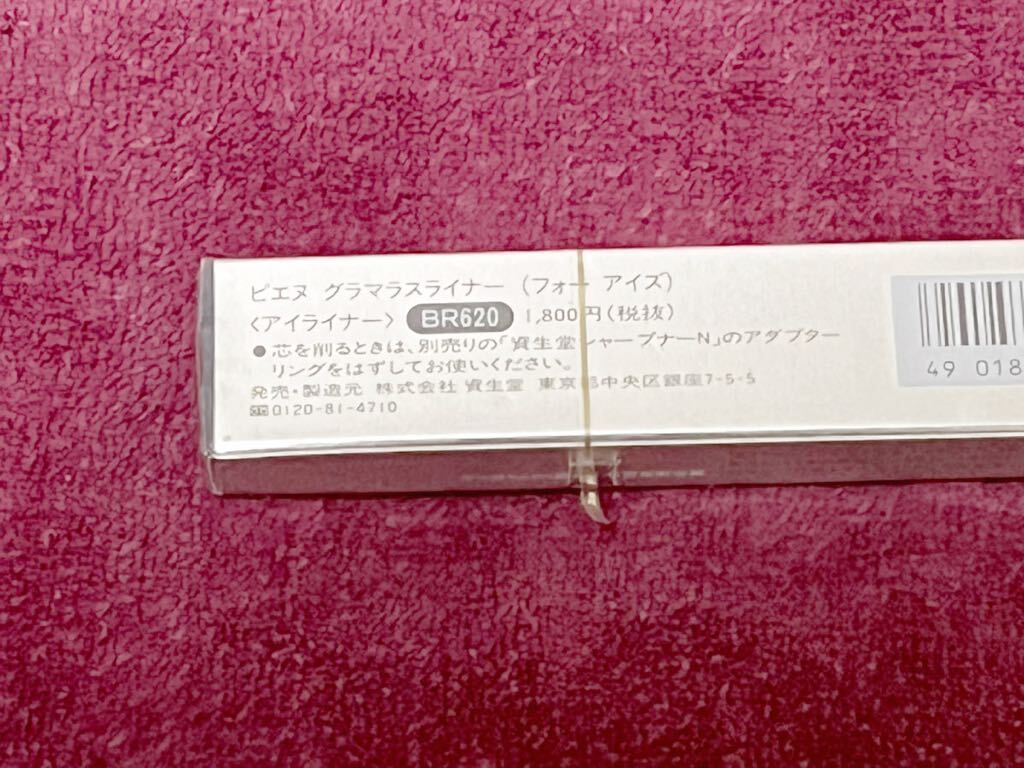 ピエヌ グラマラスライナー (フォー アイズ)
〈アイライナー〉 BR620 1,800円(税抜)
●芯を削るときは、別売りの「資生堂シャープナーN」のアダプター
リングをはずしてお使いください。
発売・製造元 株式会社 資生堂 東京都中央区銀座7-5-5
0120-81-4710
49 018